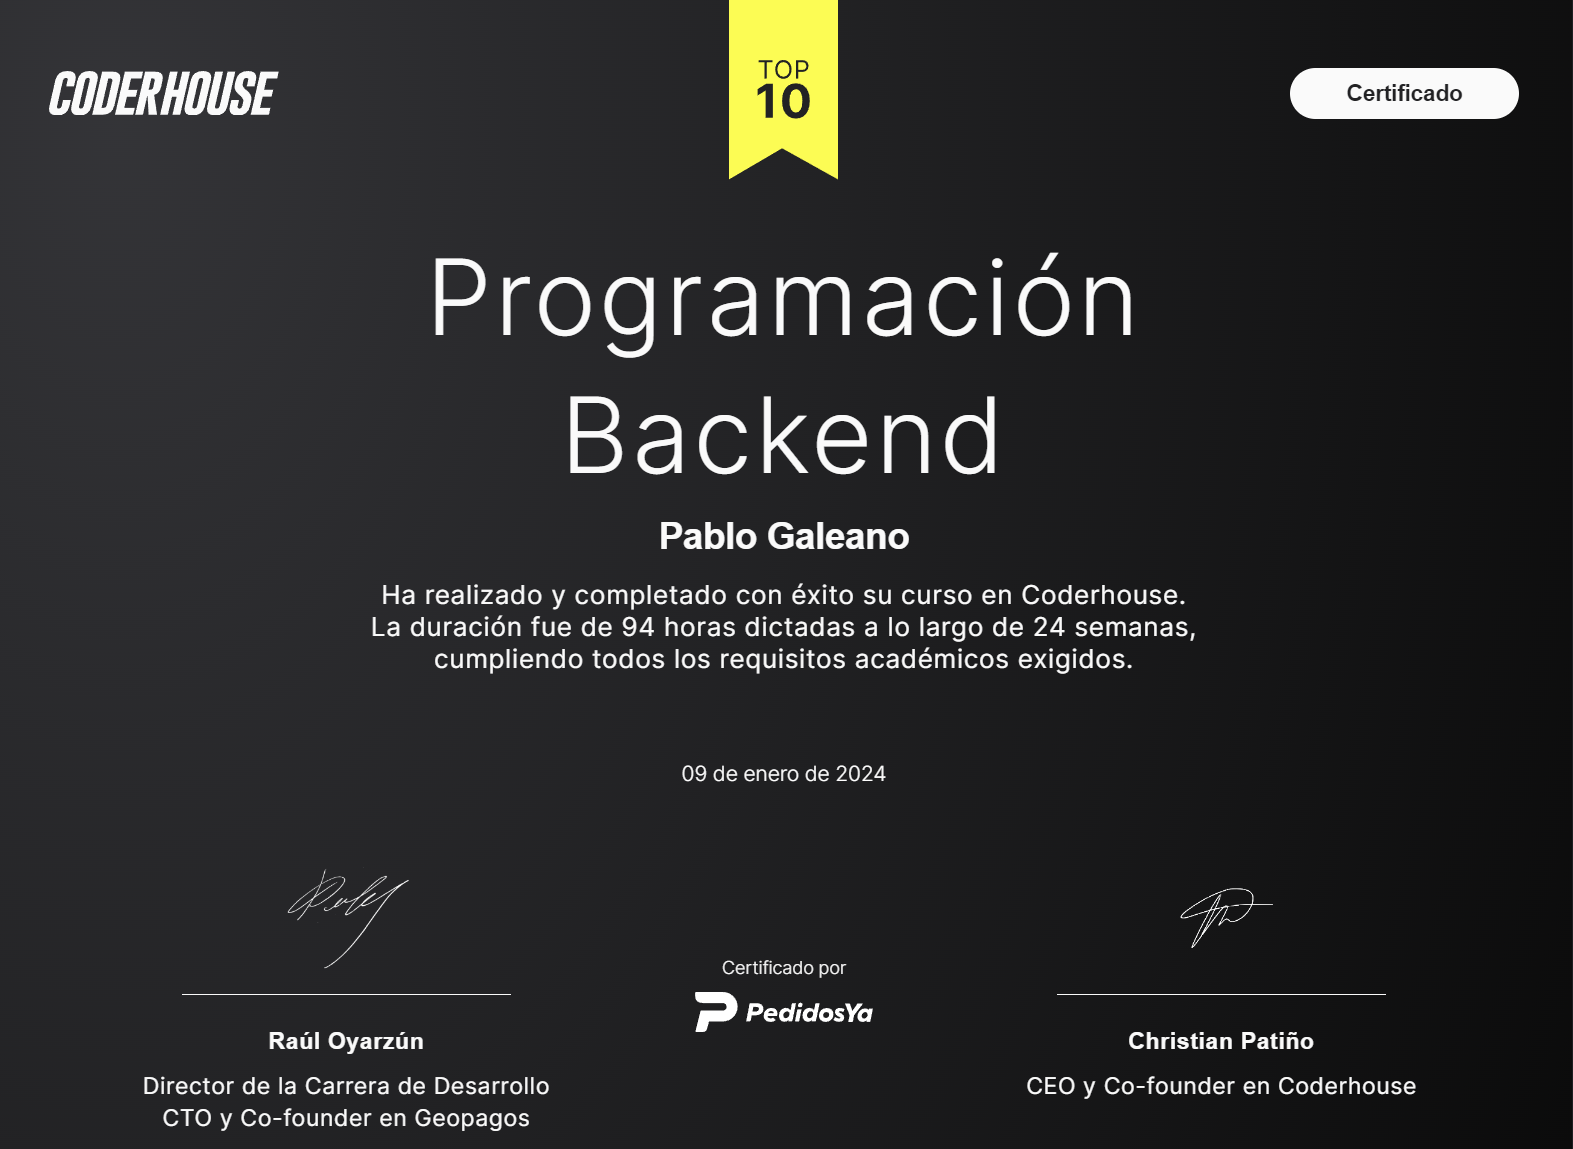 CODERHOUSE
TOP
10
Certificado
Programación
Backend
Pablo Galeano
Ha realizado y completado con éxito su curso en Coderhouse.
La duración fue de 94 horas dictadas a lo largo de 24 semanas,
cumpliendo todos los requisitos académicos exigidos.
09 de enero de 2024
Raúl Oyarzún
Director de la Carrera de Desarrollo
CTO y Co-founder en Geopagos
Certificado por
PedidosYa
Christian Patiño
CEO y Co-founder en Coderhouse